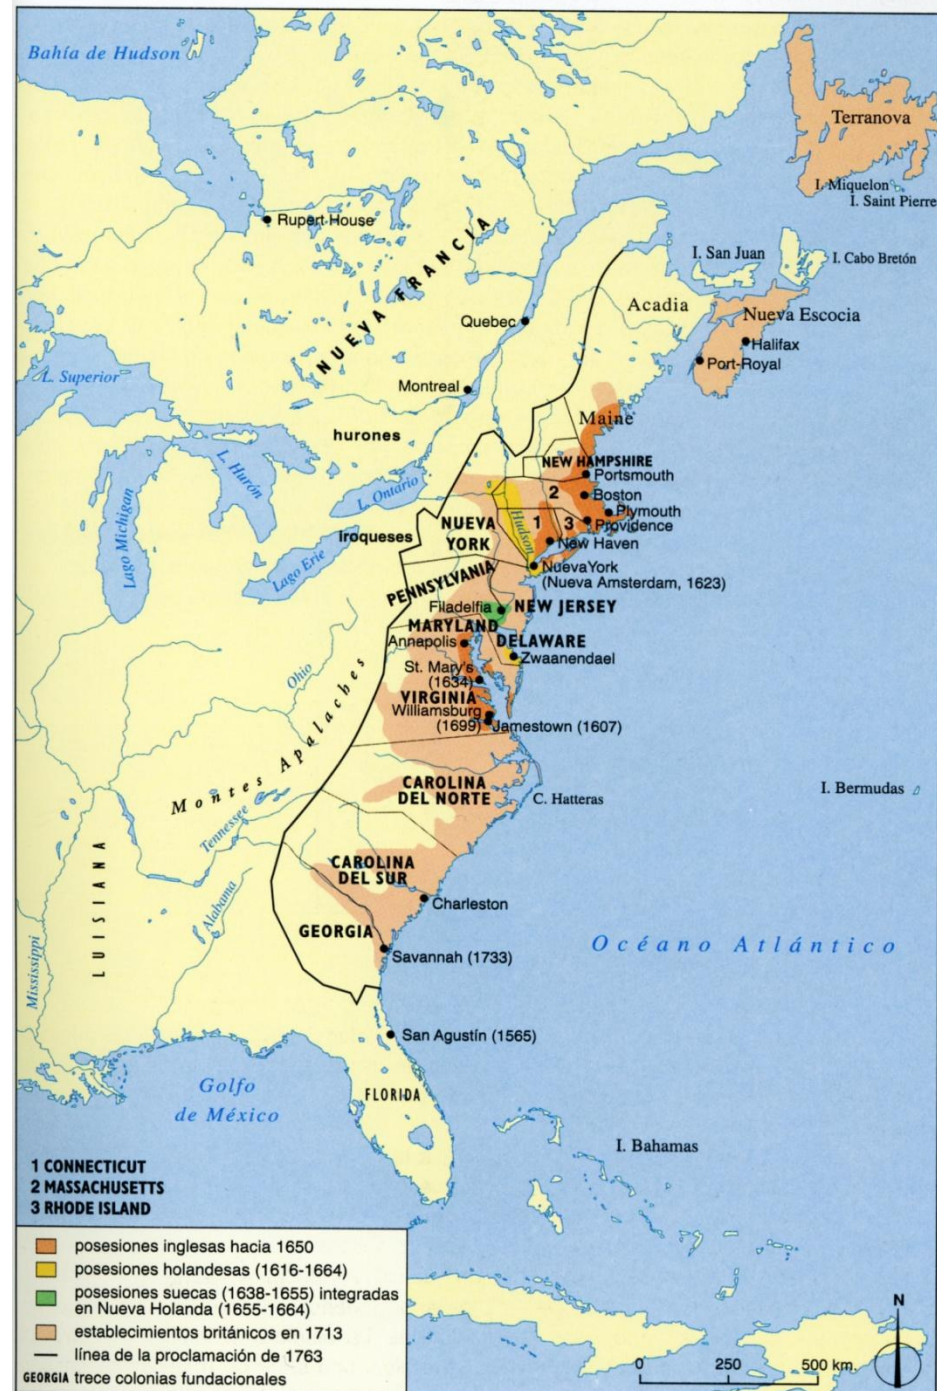 Bahía de Hudson
Terranova
I. Miquelon
I. Saint Pierre
Rupert House
NUEVA FRANCIA
I. San Juan
I. Cabo Bretón
Acadia
Nueva Escocia
Quebec
Halifax
Port-Royal
L. Superior
Montreal
Maine
hurones
L. Hurón
L. Ontario
NEW HAMPSHIRE
Portsmouth
2
Boston
Plymouth
Lago Michigan
iroqueses
NUEVA
YORK
Hudson
1
3
Providence
New Haven
Lago Erie
NuevaYork
(Nueva Amsterdam, 1623)
PENNSYLVANIA
Filadelfia
NEW JERSEY
MARYLAND
DELAWARE
Annapolis
Zwaanendael
St. Mary's
(1634)
Ohio
VIRGINIA
Williamsburg
(1699)
Jamestown (1607)
Montes Apalaches
CAROLINA
DEL NORTE
C. Hatteras
I. Bermudas
Tennessee
LUISIANA
CAROLINA
DEL SUR
Alabama
Charleston
GEORGIA
Océano Atlántico
Mississippi
Savannah (1733)
San Agustín (1565)
Golfo
de México
FLORIDA
I. Bahamas
1 CONNECTICUT
2 MASSACHUSETTS
3 RHODE ISLAND
posesiones inglesas hacia 1650
posesiones holandesas (1616-1664)
posesiones suecas (1638-1655) integradas
en Nueva Holanda (1655-1664)
establecimientos británicos en 1713
línea de la proclamación de 1763
GEORGIA trece colonias fundacionales
N
0 250 500 km.